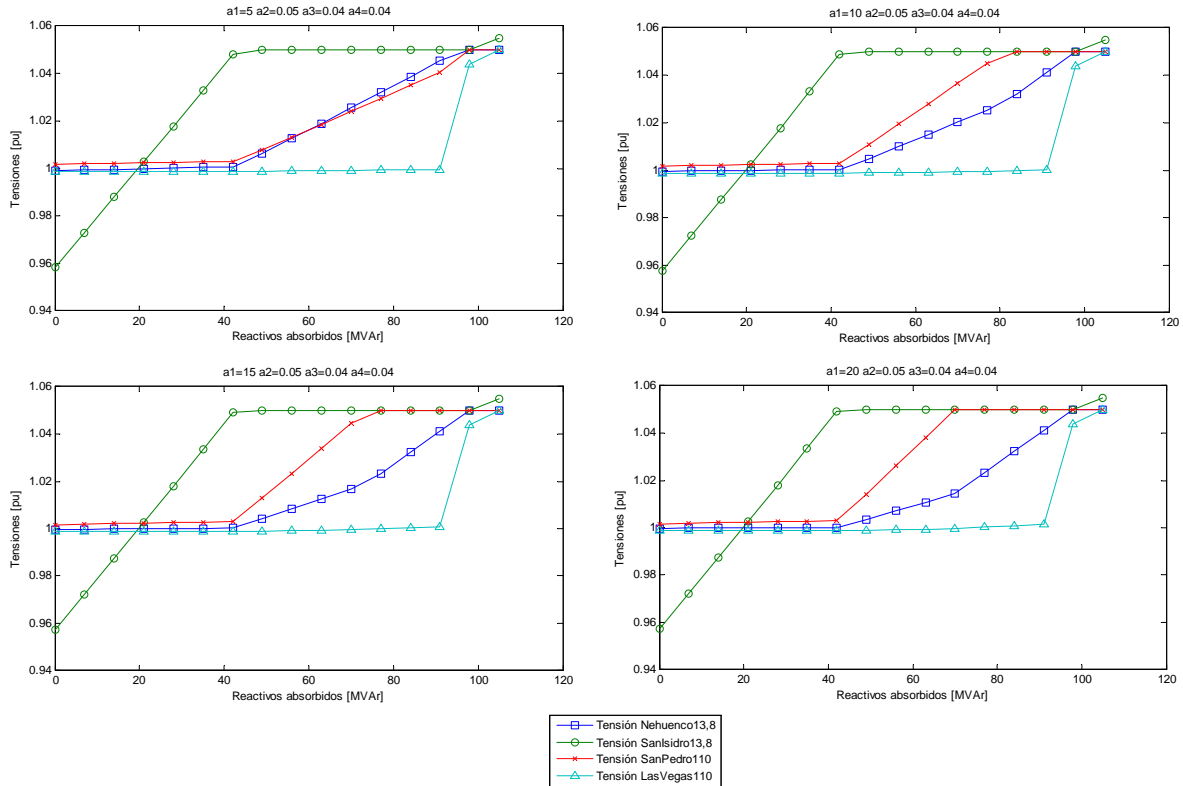 a1=5 a2=0.05 a3=0.04 a4=0.04
1.06
1.04
1.02
1
0.98
0.96
0.94
Tensiones [pu]
0 20 40 60 80 100 120
Reactivos absorbidos [MVAr]
a1=10 a2=0.05 a3=0.04 a4=0.04
1.06
1.04
1.02
1
0.98
0.96
0.94
Tensiones [pu]
0 20 40 60 80 100 120
Reactivos absorbidos [MVAr]
a1=15 a2=0.05 a3=0.04 a4=0.04
1.06
1.04
1.02
1
0.98
0.96
0.94
Tensiones [pu]
0 20 40 60 80 100 120
Reactivos absorbidos [MVAr]
a1=20 a2=0.05 a3=0.04 a4=0.04
1.06
1.04
1.02
1
0.98
0.96
0.94
Tensiones [pu]
0 20 40 60 80 100 120
Reactivos absorbidos [MVAr]
Tensión Nehuenco13,8
Tensión SanIsidro13,8
Tensión SanPedro110
Tensión LasVegas110